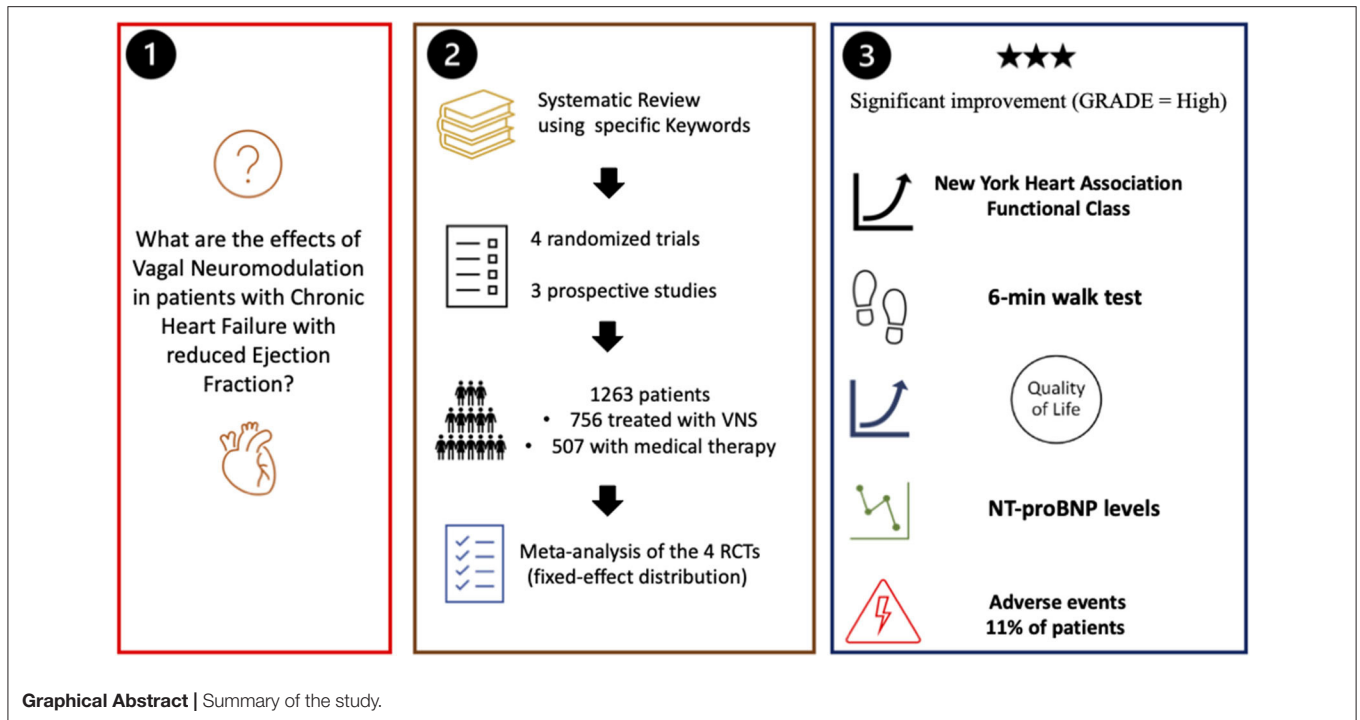 1
?
What are the effects of
Vagal Neuromodulation
in patients with Chronic
Heart Failure with
reduced Ejection
Fraction?
2
Systematic Review
using specific Keywords
4 randomized trials
3 prospective studies
1263 patients
• 756 treated with VNS
• 507 with medical therapy
Meta-analysis of the 4 RCTs
(fixed-effect distribution)
3
★★★
Significant improvement (GRADE = High)
New York Heart Association
Functional Class
6-min walk test
Quality
of Life
NT-proBNP levels
Adverse events
11% of patients
Graphical Abstract | Summary of the study.